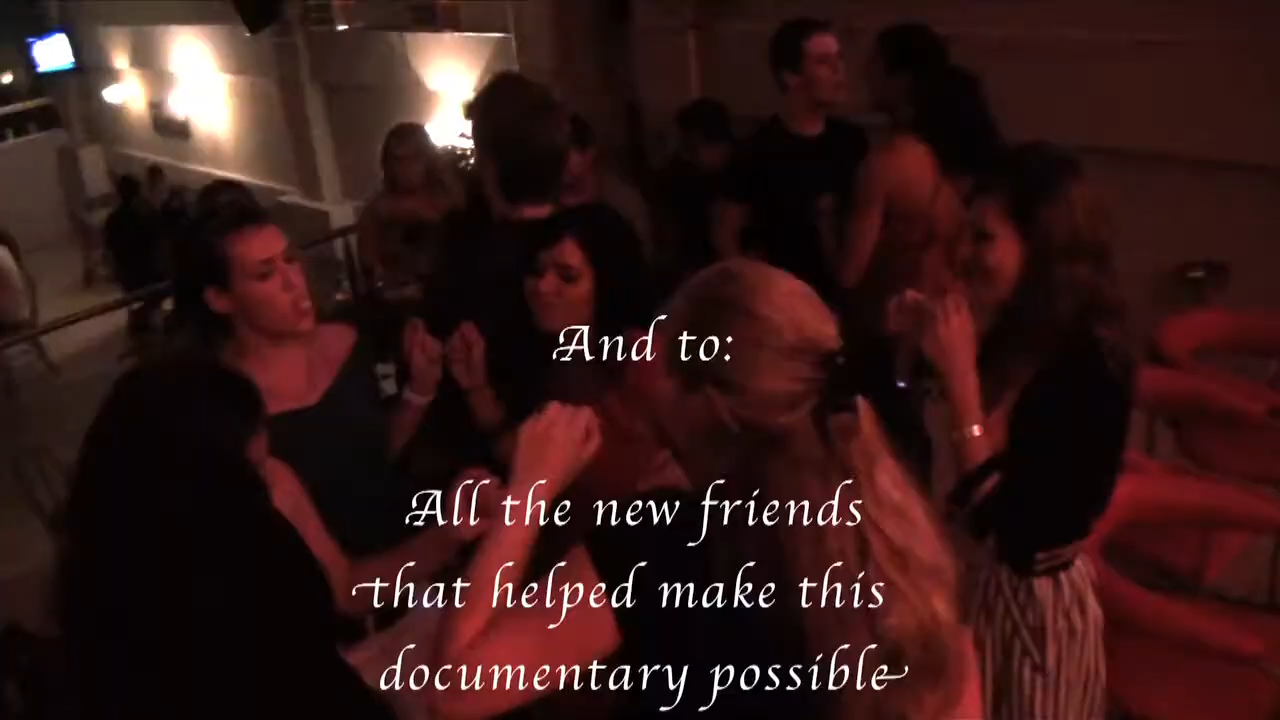 And to:
All the new friends
that helped make this
documentary possible